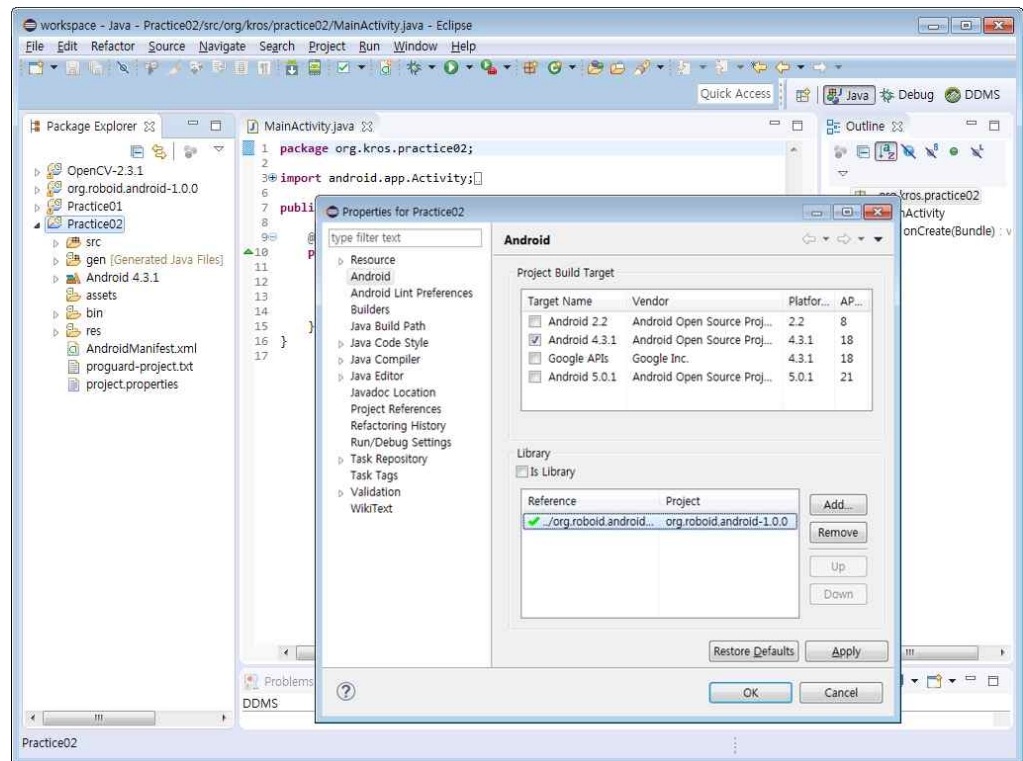 workspace - Java - Practice02/src/org/kros/practice02/MainActivity.java - Eclipse
File Edit Refactor Source Navigate Search Project Run Window Help
Quick Access Java Debug DDMS
Package Explorer
OpenCV-2.3.1
org.roboid.android-1.0.0
Practice01
Practice02
src
gen [Generated Java Files]
Android 4.3.1
assets
bin
res
AndroidManifest.xml
proguard-project.txt
project.properties
MainActivity.java
1 package org.kros.practice02;
2
3 import android.app.Activity;
6
7 publi
8
9 @
10 p
11
12
13
14
15 }
16 }
17
Outline
org.kros.practice02
nActivity
onCreate(Bundle) : v
Properties for Practice02
type filter text
Resource
Android
Android Lint Preferences
Builders
Java Build Path
Java Code Style
Java Compiler
Java Editor
Javadoc Location
Project References
Refactoring History
Run/Debug Settings
Task Repository
Task Tags
Validation
WikiText
Android
Project Build Target
Target Name Vendor Platfor... AP...
Android 2.2 Android Open Source Proj... 2.2 8
Android 4.3.1 Android Open Source Proj... 4.3.1 18
Google APIs Google Inc. 4.3.1 18
Android 5.0.1 Android Open Source Proj... 5.0.1 21
Library
Is Library
Reference Project
../org.roboid.android... org.roboid.android-1.0.0
Add...
Remove
Up
Down
Restore Defaults Apply
OK Cancel
Problems
DDMS
Practice02